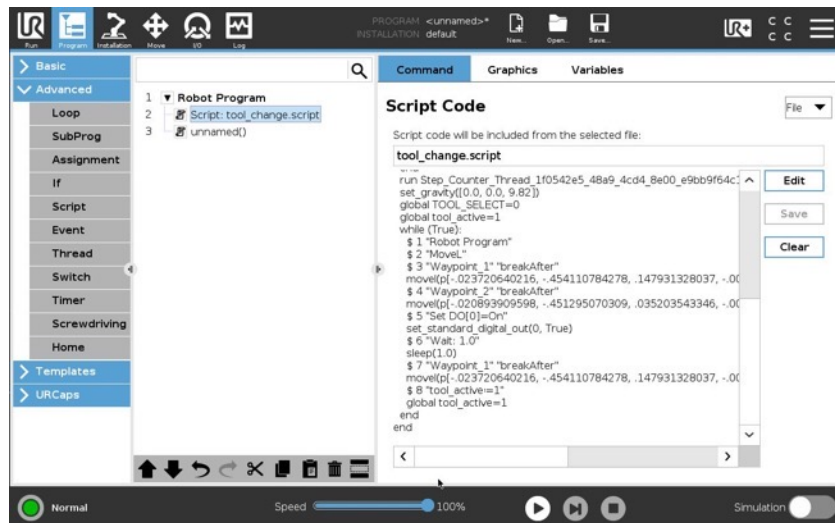 UR
Run
Program
Installation
Move
I/O
Log
PROGRAM <unnamed>*
INSTALLATION default
New...
Open...
Save...
UR+
C C
C C
Basic
Advanced
Loop
SubProg
Assignment
If
Script
Event
Thread
Switch
Timer
Screwdriving
Home
Templates
URCaps
1 Robot Program
2 Script: tool_change.script
3 unnamed()
Command Graphics Variables
Script Code
File
Script code will be included from the selected file:
tool_change.script
Edit
Save
Clear
end
run Step_Counter_Thread_1f0542e5_48a9_4cd4_8e00_e9bb9f64c
set_gravity([0.0, 0.0, 9.82])
global TOOL_SELECT=0
global tool_active=1
while (True):
$ 1 "Robot Program"
$ 2 "MoveL"
$ 3 "Waypoint_1" "breakAfter"
movel(p[-.023720640216, -.454110784278, .147931328037, -.00
$ 4 "Waypoint_2" "breakAfter"
movel(p[-.020893909598, -.451295070309, .035203543346, -.00
$ 5 "Set DO[0]=On"
set_standard_digital_out(0, True)
$ 6 "Wait: 1.0"
sleep(1.0)
$ 7 "Waypoint_1" "breakAfter"
movel(p[-.023720640216, -.454110784278, .147931328037, -.00
$ 8 "tool_active≔1"
global tool_active=1
end
end
Normal
Speed 100%
Simulation